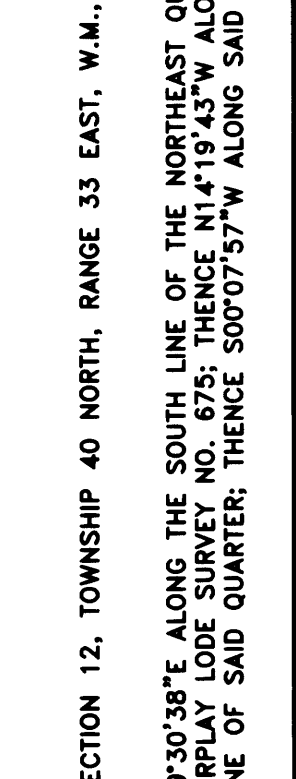 ECTION 12, TOWNSHIP 40 NORTH, RANGE 33 EAST, W.M.,
9°30'38"E ALONG THE SOUTH LINE OF THE NORTHEAST QU
RPLAY LODE SURVEY NO. 675; THENCE N14°19'43"W ALO
NE OF SAID QUARTER; THENCE S00°07'57"W ALONG SAID